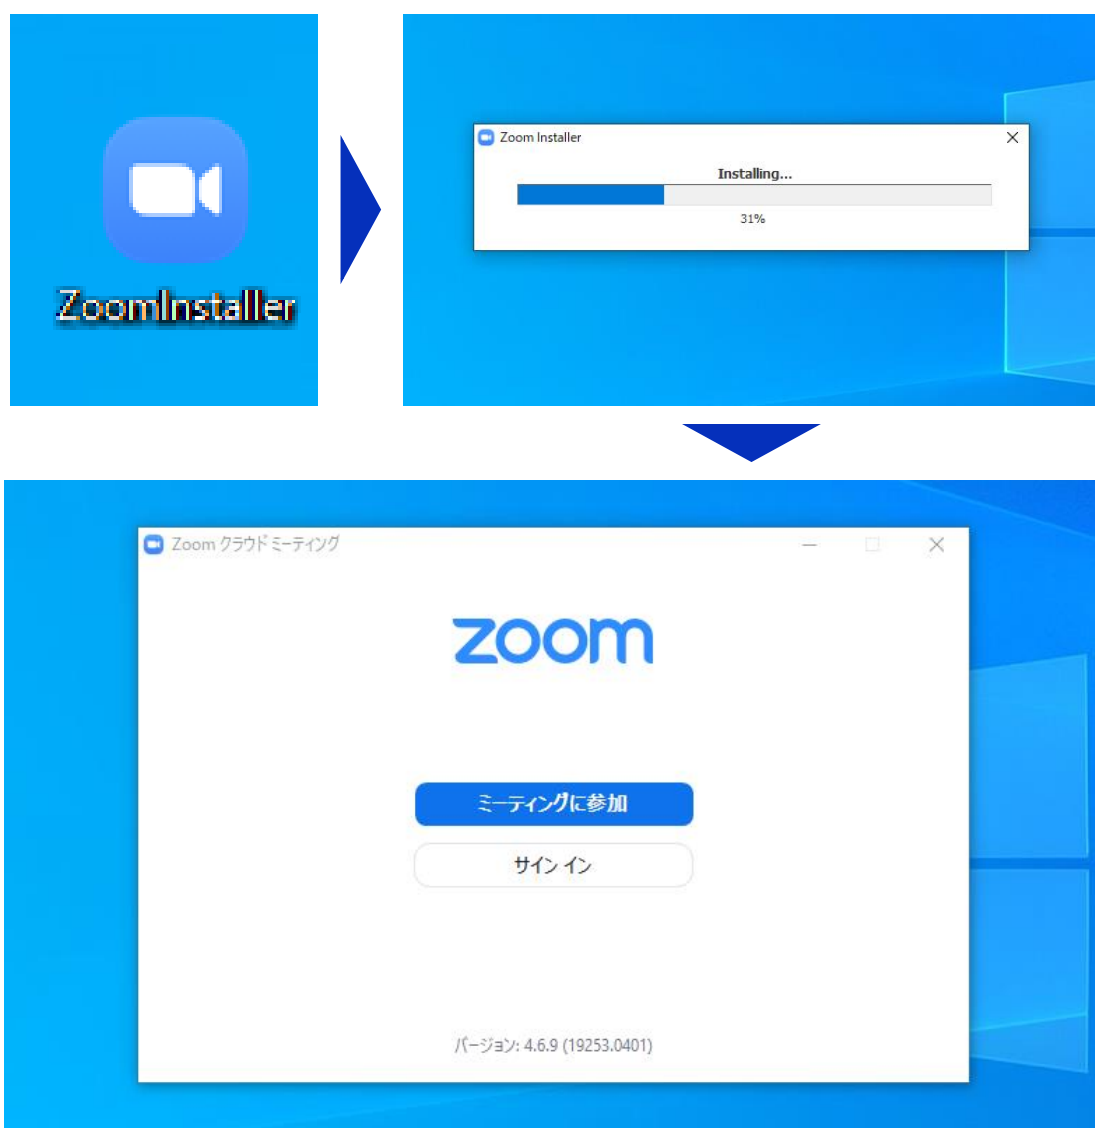 ZoomInstaller
Zoom Installer
Installing...
31%
Zoom クラウド ミーティング
zoom
ミーティングに参加
サイン イン
バージョン: 4.6.9 (19253.0401)